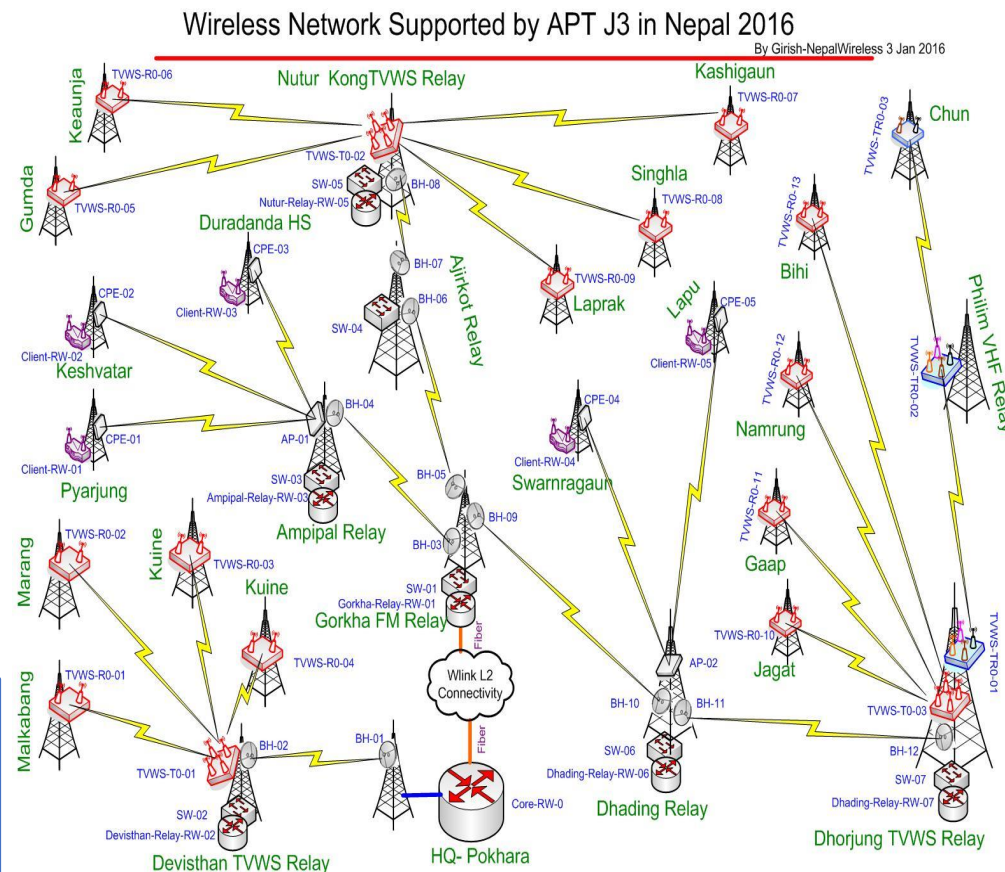 Wireless Network Supported by APT J3 in Nepal 2016
By Girish-NepalWireless 3 Jan 2016
Keaunja
TVWS-R0-06
Nutur KongTVWS Relay
TVWS-T0-02
SW-05
BH-08
Nutur-Relay-RW-05
Kashigaun
TVWS-R0-07
TVWS-TR0-03
Chun
Gumda
TVWS-R0-05
Singhla
TVWS-R0-08
TVWS-R0-13
Bihi
Duradanda HS
CPE-03
Client-RW-03
BH-07
BH-06
SW-04
Ajirkot Relay
TVWS-R0-09
Laprak
Lapu
CPE-05
Client-RW-05
Philim VHF Relay
TVWS-TR0-02
CPE-02
Client-RW-02
Keshvatar
TVWS-R0-12
Namrung
CPE-01
Client-RW-01
Pyarjung
BH-04
AP-01
SW-03
Ampipal-Relay-RW-03
Ampipal Relay
CPE-04
Client-RW-04
Swarnragaun
BH-05
BH-09
BH-03
SW-01
Gorkha-Relay-RW-01
Gorkha FM Relay
TVWS-R0-11
Gaap
Marang
TVWS-R0-02
Kuine
TVWS-R0-03
Kuine
TVWS-R0-04
TVWS-R0-10
Jagat
Fiber
Wlink L2
Connectivity
Fiber
Malkabang
TVWS-R0-01
AP-02
BH-10
BH-11
SW-06
Dhading-Relay-RW-06
Dhading Relay
TVWS-TR0-01
TVWS-T0-03
BH-12
SW-07
Dhading-Relay-RW-07
Dhorjung TVWS Relay
BH-02
TVWS-T0-01
SW-02
Devisthan-Relay-RW-02
Devisthan TVWS Relay
BH-01
Core-RW-0
HQ- Pokhara